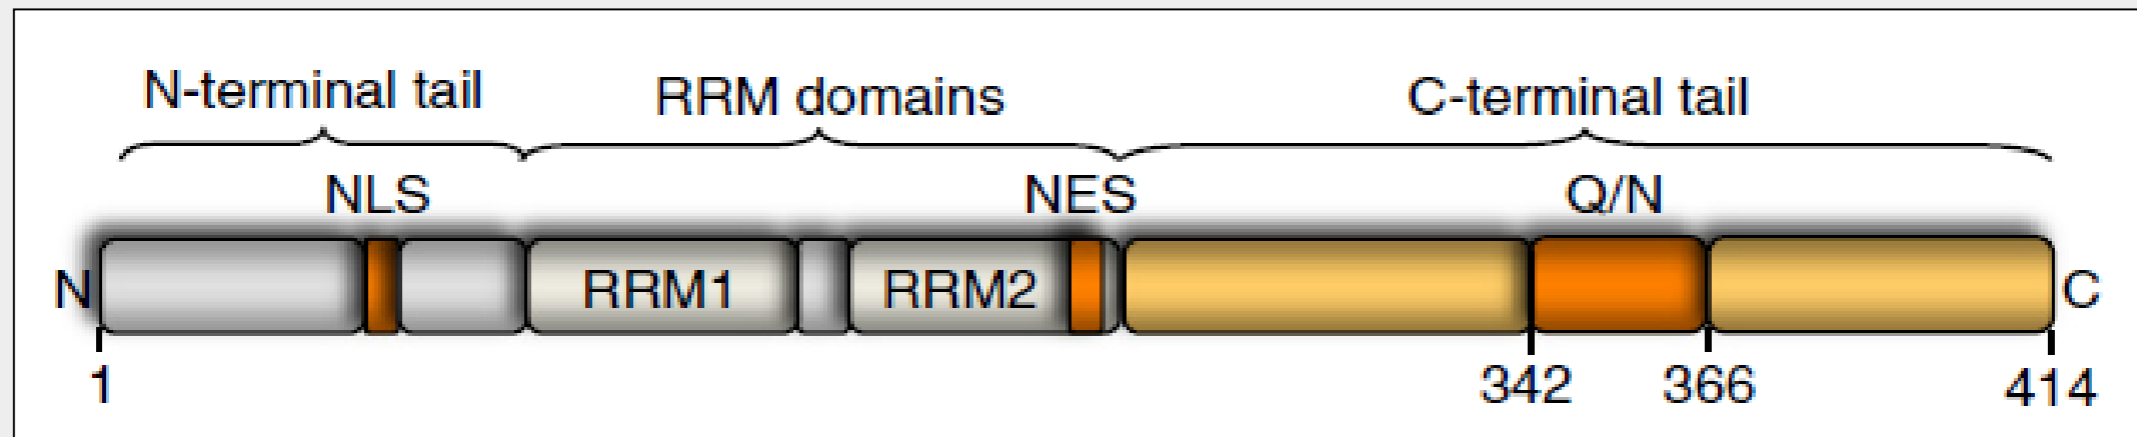 N-terminal tail RRM domains C-terminal tail
NLS NES Q/N
N RRM1 RRM2 C
1 342 366 414